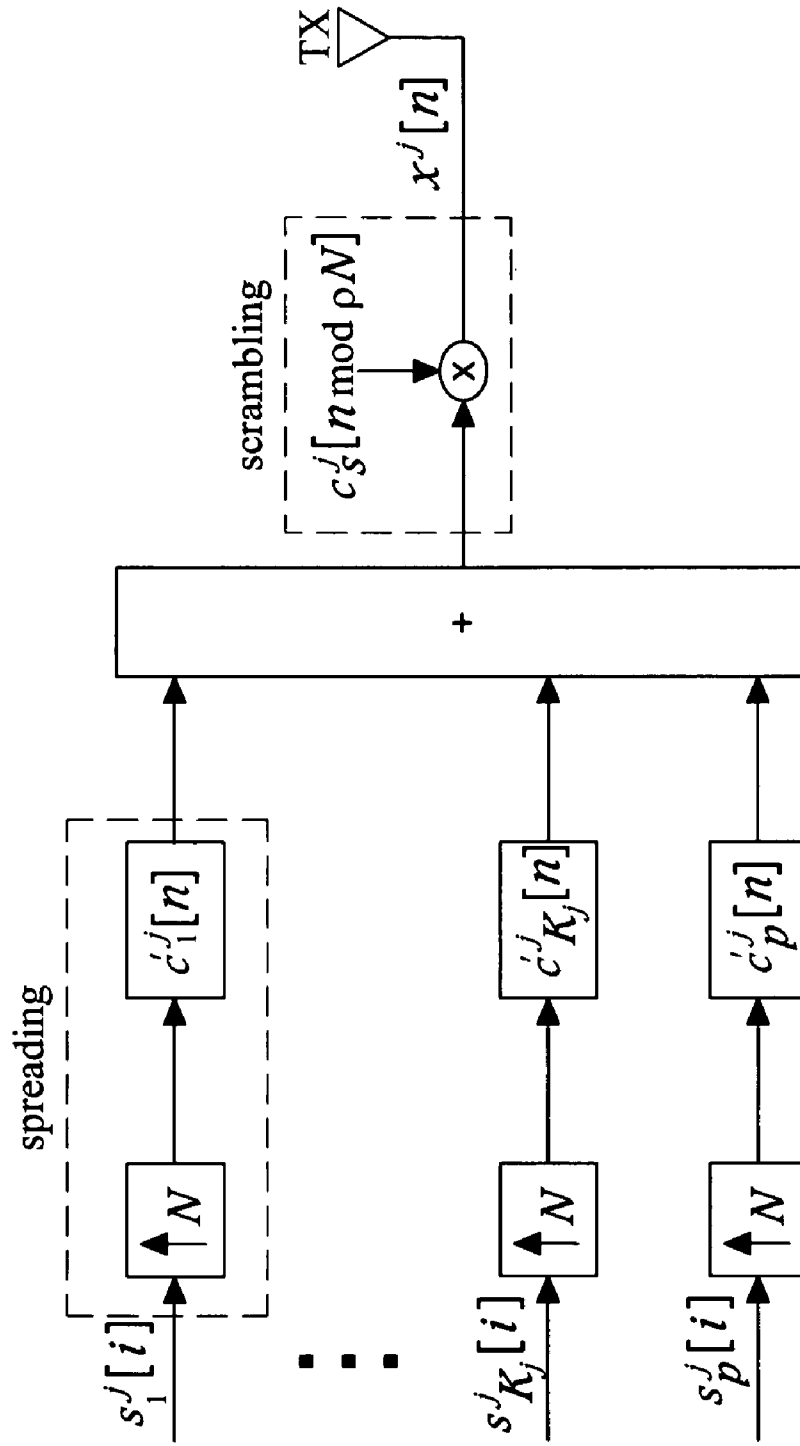 spreading
s_1^j[i]
↑N
c'_1^j[n]
s_{K_j}^j[i]
↑N
c'_{K_j}^j[n]
s_p^j[i]
↑N
c'_p^j[n]
+
scrambling
c_s^j[n mod ρN]
x
x^j[n]
TX